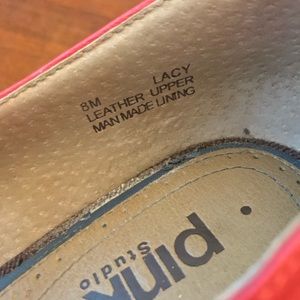 8M LACY
LEATHER UPPER
MAN MADE LINING
pink
Studio